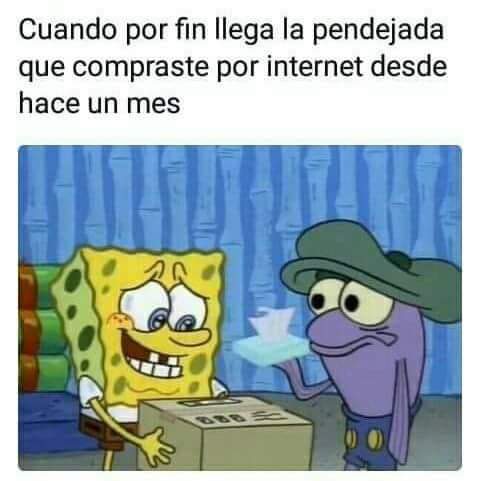 Cuando por fin llega la pendejada
que compraste por internet desde
hace un mes